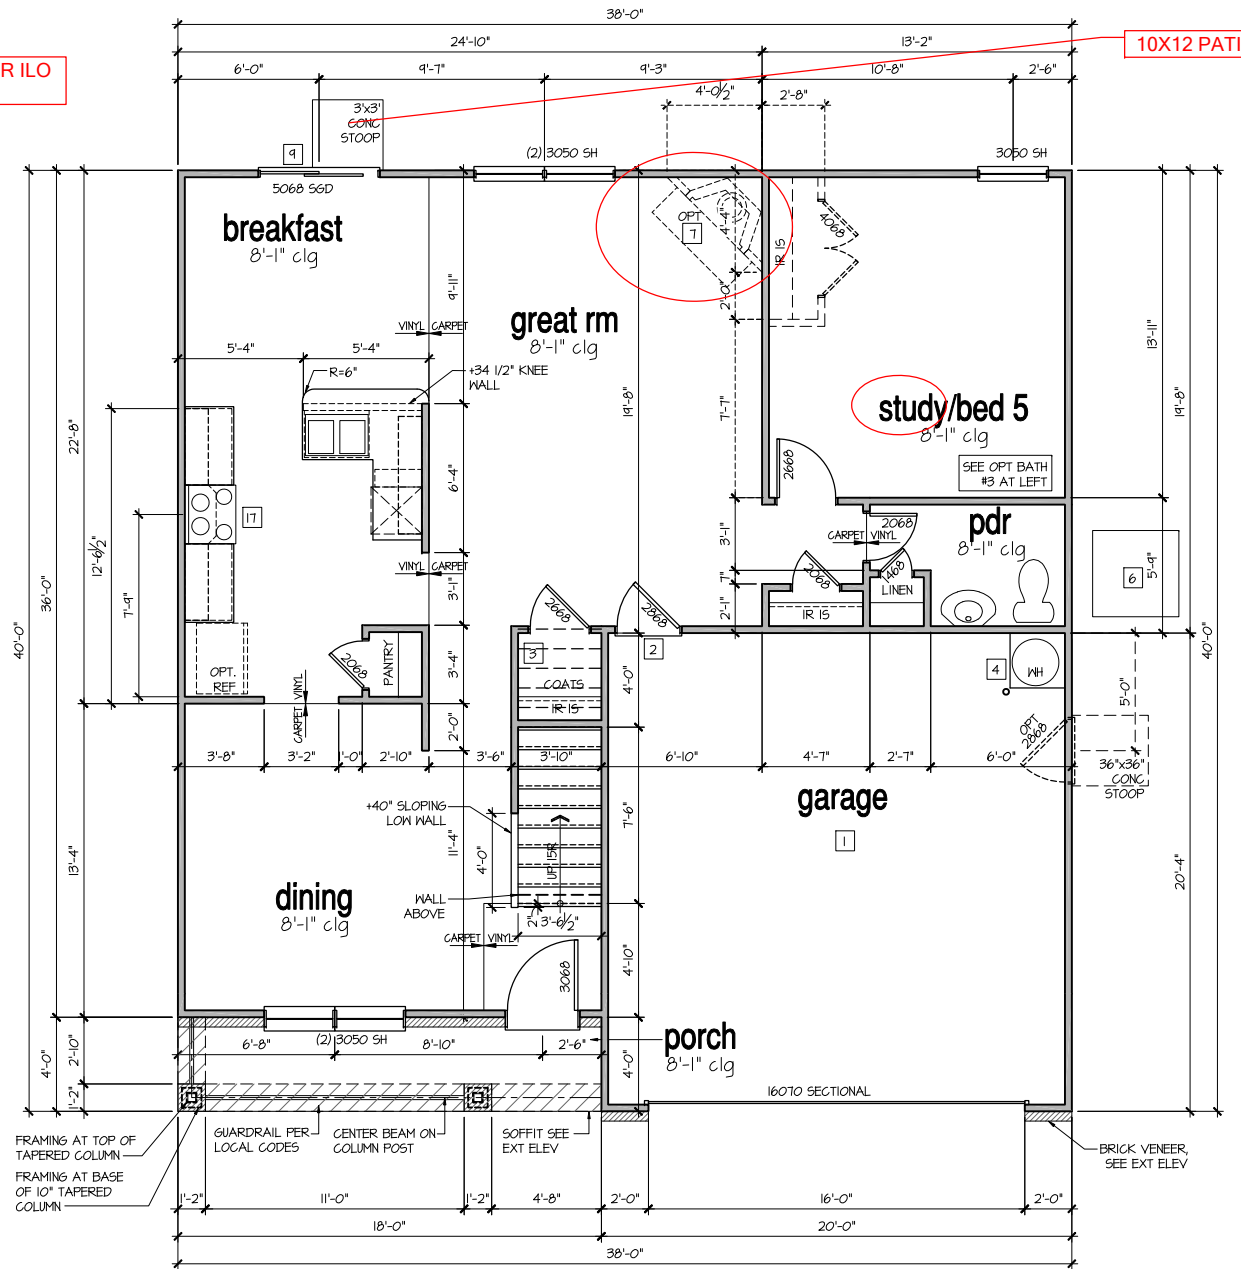 38'-0"
24'-10"
13'-2"
10X12 PATI
R ILO
6'-0"
9'-7"
9'-3"
10'-8"
2'-6"
4'-0½"
2'-8"
3'x3'
CONC
STOOP
9
(2) 3050 SH
3050 SH
5068 SGD
breakfast
8'-1" clg
OPT
7
4'-4"
1R 1S
4068
9'-11"
2'-0"
great rm
8'-1" clg
VINYL
CARPET
13'-11"
5'-4"
5'-4"
R=6"
+34 1/2" KNEE
WALL
19'-8"
7'-7"
19'-8"
study/bed 5
8'-1" clg
22'-8"
2668
SEE OPT BATH
#3 AT LEFT
6'-4"
17
pdr
8'-1" clg
2068
CARPET
VINYL
12'-6½"
3'-1"
36'-0"
VINYL
CARPET
3'-1"
7"
2068
1468
LINEN
6
5'-9"
7'-9"
2668
2868
2'-1"
1R 1S
40'-0"
3
2
40'-0"
OPT.
REF
2068
PANTRY
3'-4"
COATS
1R 1S
4'-0"
4
WH
5'-0"
VINYL
CARPET
2'-0"
OPT
2868
3'-8"
3'-2"
1'-0"
2'-10"
3'-6"
3'-10"
6'-10"
4'-7"
2'-7"
6'-0"
36"x36"
CONC
STOOP
garage
1
+40" SLOPING
LOW WALL
7'-6"
11'-4"
4'-0"
UP 15R
13'-4"
20'-4"
dining
8'-1" clg
WALL
ABOVE
2"
3'-6½"
CARPET
VINYL
3068
4'-10"
porch
8'-1" clg
6'-8"
(2) 3050 SH
8'-10"
2'-6"
4'-0"
2'-10"
1'-2"
4'-0"
16070 SECTIONAL
FRAMING AT TOP OF
TAPERED COLUMN
GUARDRAIL PER
LOCAL CODES
CENTER BEAM ON
COLUMN POST
SOFFIT SEE
EXT ELEV
BRICK VENEER,
SEE EXT ELEV
FRAMING AT BASE
OF 10" TAPERED
COLUMN
1'-2"
11'-0"
1'-2"
4'-8"
2'-0"
16'-0"
2'-0"
18'-0"
20'-0"
38'-0"